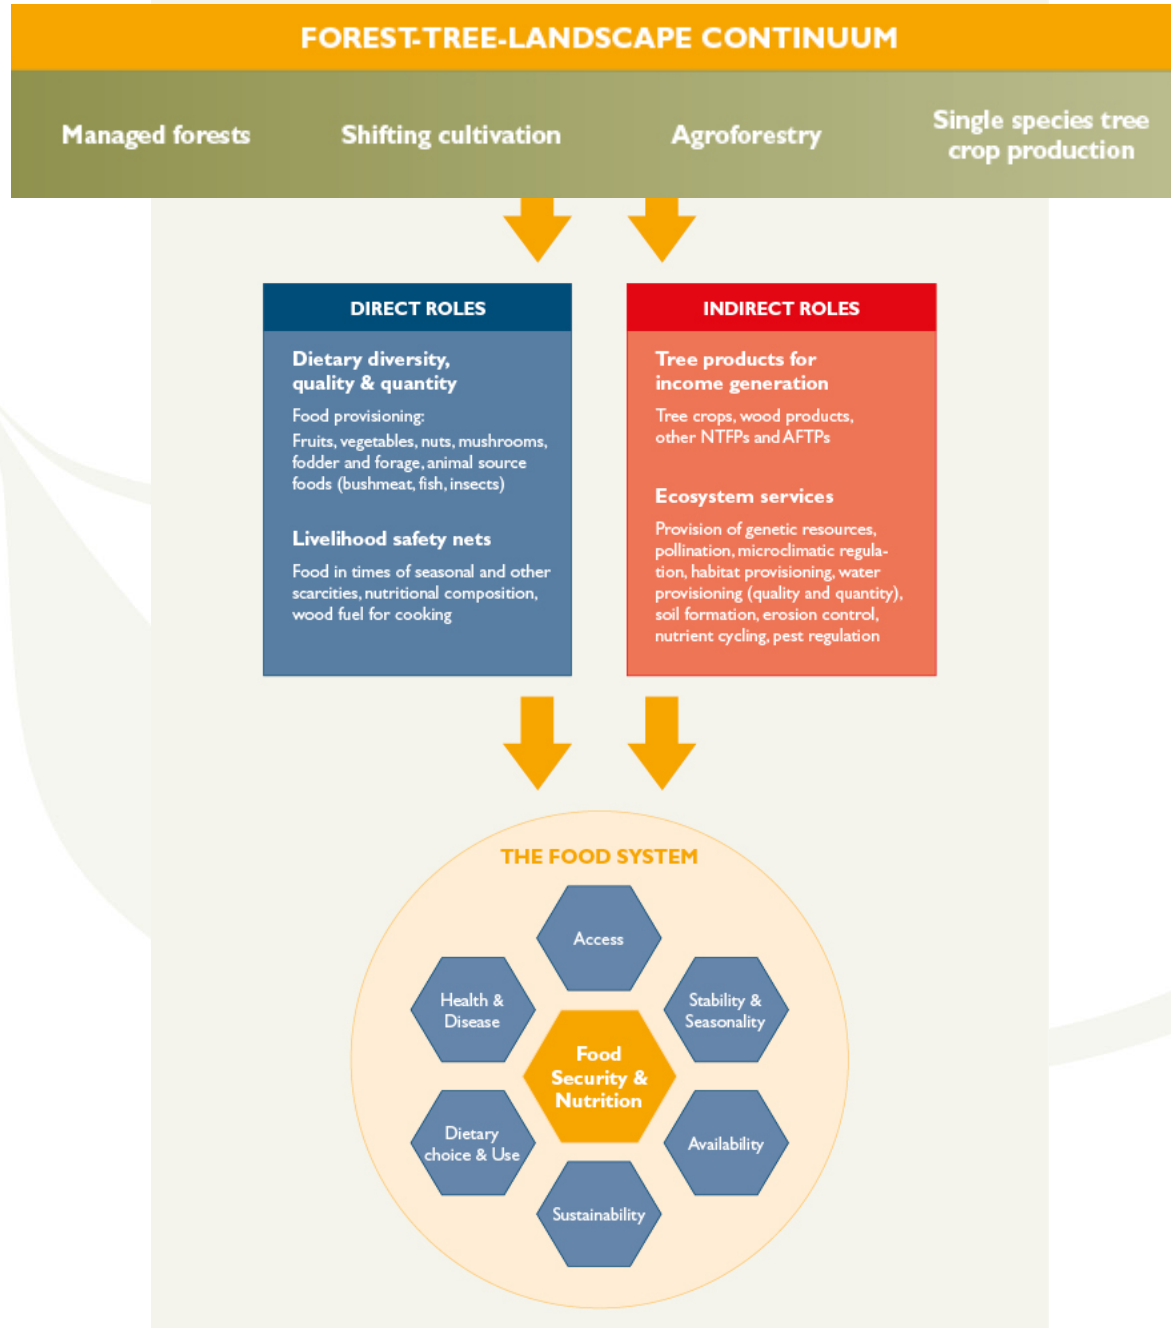 FOREST-TREE-LANDSCAPE CONTINUUM
Managed forests
Shifting cultivation
Agroforestry
Single species tree
crop production
DIRECT ROLES
Dietary diversity,
quality & quantity
Food provisioning:
Fruits, vegetables, nuts, mushrooms,
fodder and forage, animal source
foods (bushmeat, fish, insects)
Livelihood safety nets
Food in times of seasonal and other
scarcities, nutritional composition,
wood fuel for cooking
INDIRECT ROLES
Tree products for
income generation
Tree crops, wood products,
other NTFPs and AFTPs
Ecosystem services
Provision of genetic resources,
pollination, microclimatic regula-
tion, habitat provisioning, water
provisioning (quality and quantity),
soil formation, erosion control,
nutrient cycling, pest regulation
THE FOOD SYSTEM
Access
Health &
Disease
Stability &
Seasonality
Food
Security &
Nutrition
Dietary
choice & Use
Availability
Sustainability